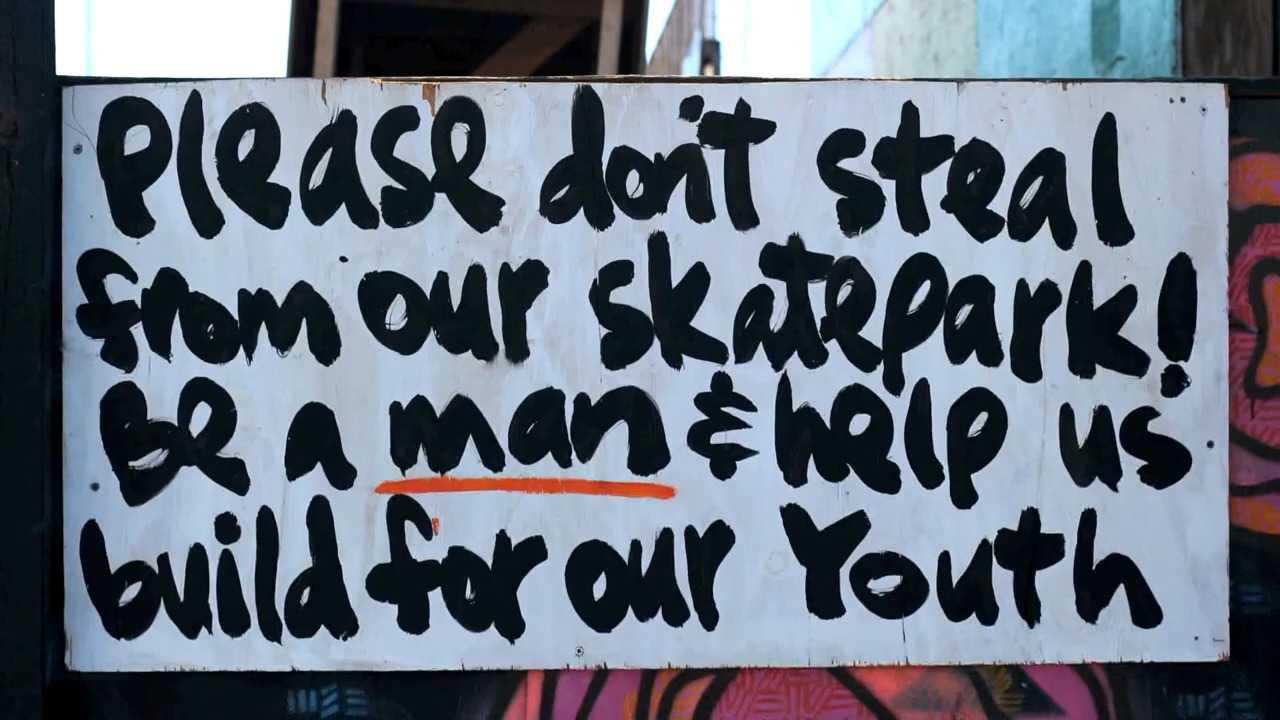 Please don't steal
from our skatepark!
Be a man & help us
build for our Youth